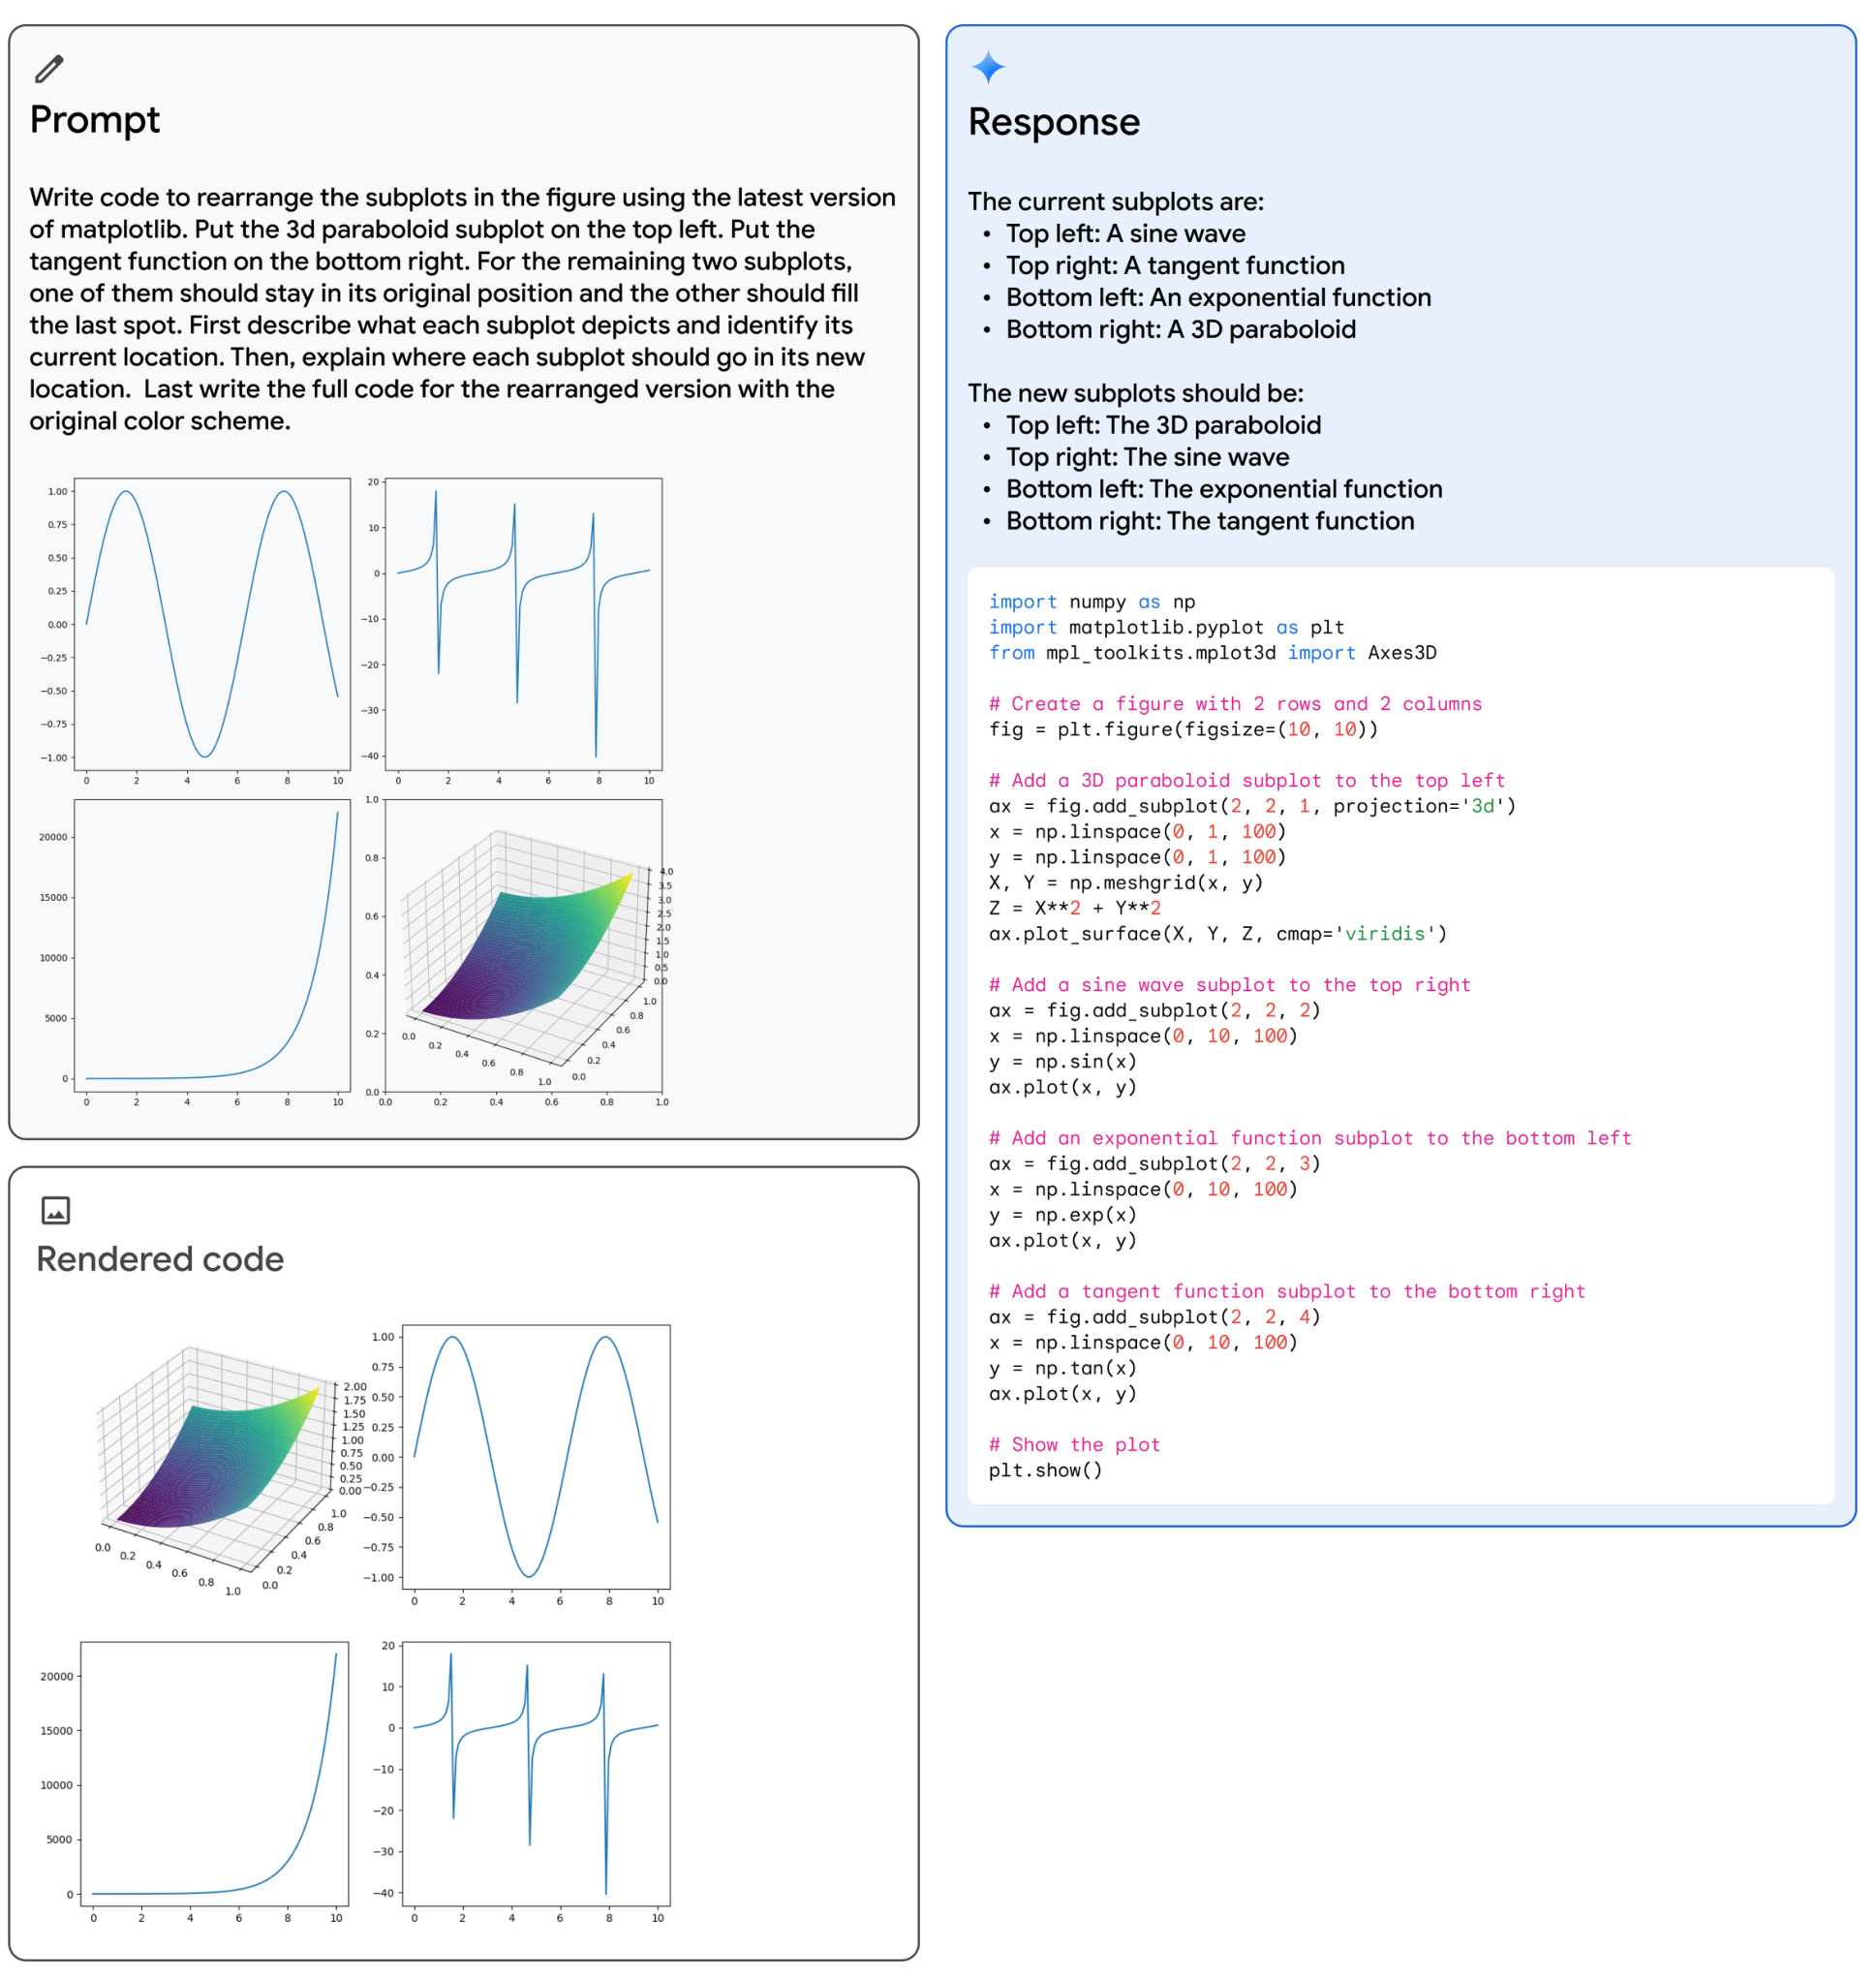 Prompt
Write code to rearrange the subplots in the figure using the latest version
of matplotlib. Put the 3d paraboloid subplot on the top left. Put the
tangent function on the bottom right. For the remaining two subplots,
one of them should stay in its original position and the other should fill
the last spot. First describe what each subplot depicts and identify its
current location. Then, explain where each subplot should go in its new
location.  Last write the full code for the rearranged version with the
original color scheme.
1.00
0.75
0.50
0.25
0.00
−0.25
−0.50
−0.75
−1.00
0 2 4 6 8 10
20
10
0
−10
−20
−30
−40
0 2 4 6 8 10
20000
15000
10000
5000
0
0 2 4 6 8 10
1.0
0.8
0.6
0.4
0.2
0.0
0.0 0.2 0.4 0.6 0.8 1.0
4.0
3.5
3.0
2.5
2.0
1.5
1.0
0.5
0.0
0.0 0.2 0.4 0.6 0.8 1.0
0.0 0.2 0.4 0.6 0.8 1.0
Rendered code
2.00
1.75
1.50
1.25
1.00
0.75
0.50
0.25
0.00
0.0 0.2 0.4 0.6 0.8 1.0
0.0 0.2 0.4 0.6 0.8 1.0
1.00
0.75
0.50
0.25
0.00
−0.25
−0.50
−0.75
−1.00
0 2 4 6 8 10
20000
15000
10000
5000
0
0 2 4 6 8 10
20
10
0
−10
−20
−30
−40
0 2 4 6 8 10
Response
The current subplots are:
• Top left: A sine wave
• Top right: A tangent function
• Bottom left: An exponential function
• Bottom right: A 3D paraboloid
The new subplots should be:
• Top left: The 3D paraboloid
• Top right: The sine wave
• Bottom left: The exponential function
• Bottom right: The tangent function
import numpy as np
import matplotlib.pyplot as plt
from mpl_toolkits.mplot3d import Axes3D
# Create a figure with 2 rows and 2 columns
fig = plt.figure(figsize=(10, 10))
# Add a 3D paraboloid subplot to the top left
ax = fig.add_subplot(2, 2, 1, projection='3d')
x = np.linspace(0, 1, 100)
y = np.linspace(0, 1, 100)
X, Y = np.meshgrid(x, y)
Z = X**2 + Y**2
ax.plot_surface(X, Y, Z, cmap='viridis')
# Add a sine wave subplot to the top right
ax = fig.add_subplot(2, 2, 2)
x = np.linspace(0, 10, 100)
y = np.sin(x)
ax.plot(x, y)
# Add an exponential function subplot to the bottom left
ax = fig.add_subplot(2, 2, 3)
x = np.linspace(0, 10, 100)
y = np.exp(x)
ax.plot(x, y)
# Add a tangent function subplot to the bottom right
ax = fig.add_subplot(2, 2, 4)
x = np.linspace(0, 10, 100)
y = np.tan(x)
ax.plot(x, y)
# Show the plot
plt.show()